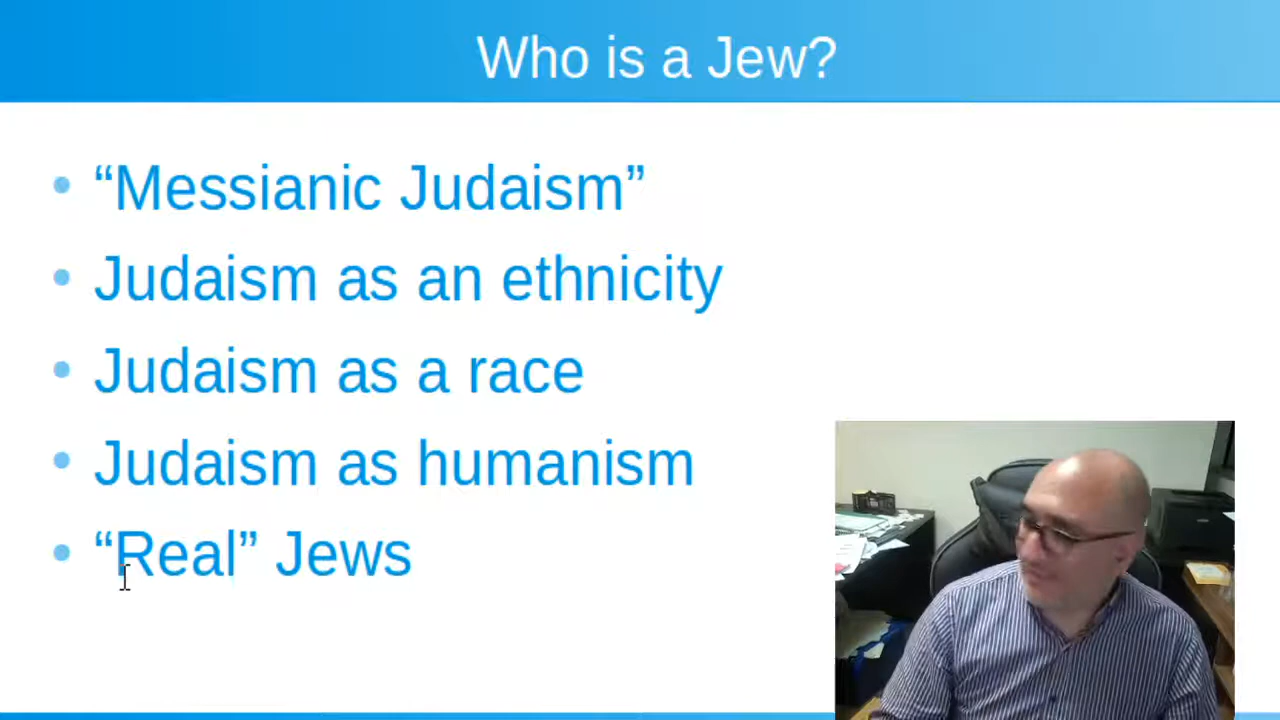 Who is a Jew?
“Messianic Judaism”
Judaism as an ethnicity
Judaism as a race
Judaism as humanism
“Real” Jews